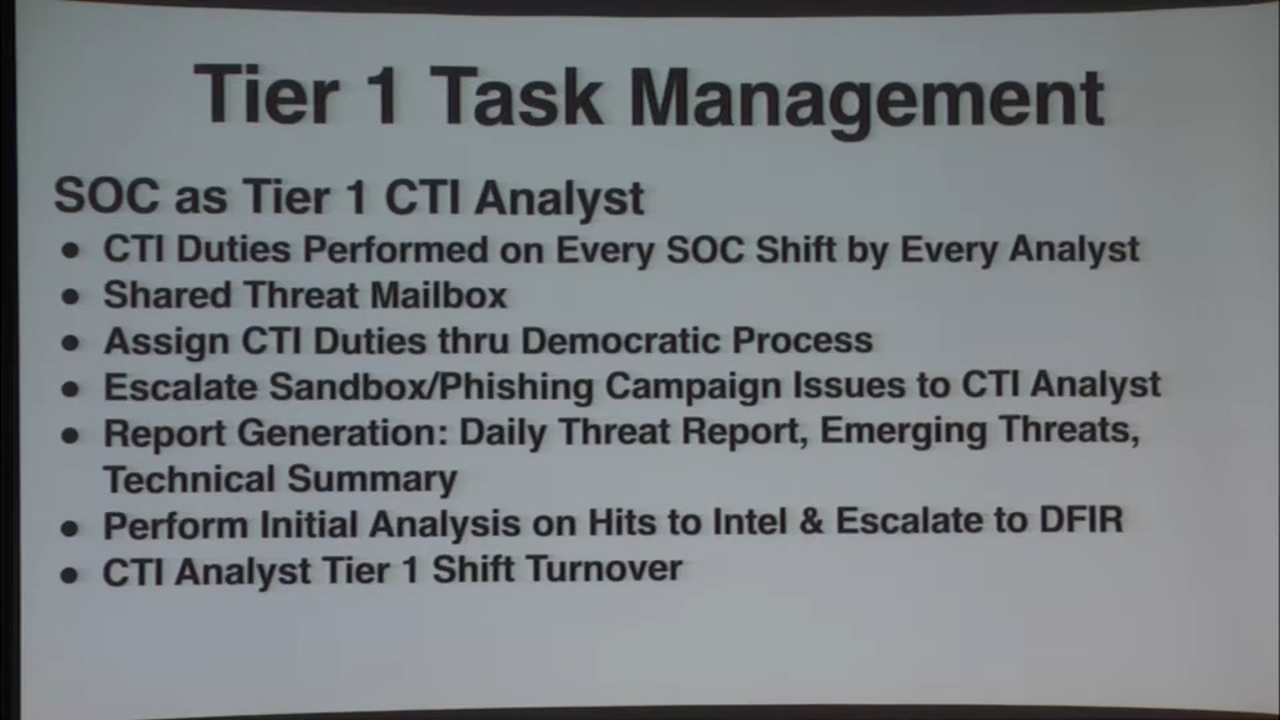 Tier 1 Task Management
SOC as Tier 1 CTI Analyst
● CTI Duties Performed on Every SOC Shift by Every Analyst
● Shared Threat Mailbox
● Assign CTI Duties thru Democratic Process
● Escalate Sandbox/Phishing Campaign Issues to CTI Analyst
● Report Generation: Daily Threat Report, Emerging Threats,
Technical Summary
● Perform Initial Analysis on Hits to Intel & Escalate to DFIR
● CTI Analyst Tier 1 Shift Turnover